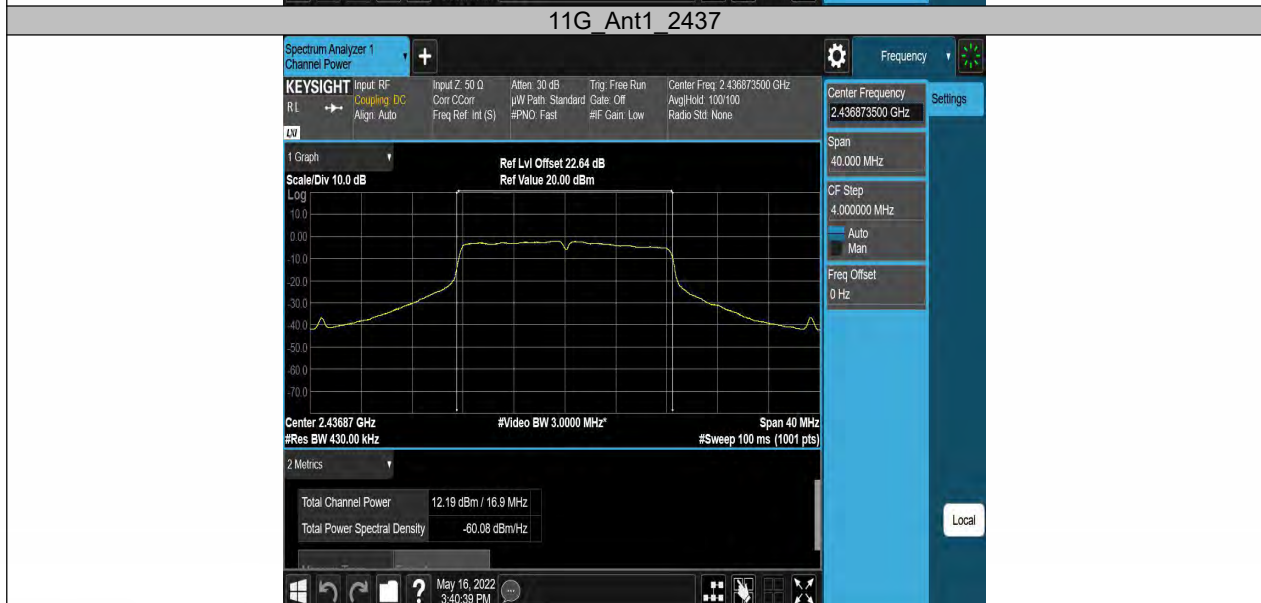 11G_Ant1_2437
Spectrum Analyzer 1
Channel Power
+
Frequency
KEYSIGHT
Input: RF
Coupling: DC
Align: Auto
RL
LXI
Input Z: 50 Ω
Corr CCorr
Freq Ref: Int (S)
Atten: 30 dB
µW Path: Standard
#PNO: Fast
Trig: Free Run
Gate: Off
#IF Gain: Low
Center Freq: 2.436873500 GHz
Avg|Hold: 100/100
Radio Std: None
Center Frequency
2.436873500 GHz
Settings
Span
40.000 MHz
CF Step
4.000000 MHz
Auto
Man
Freq Offset
0 Hz
Local
1 Graph
Ref Lvl Offset 22.64 dB
Scale/Div 10.0 dB
Ref Value 20.00 dBm
Log
10.0
0.00
-10.0
-20.0
-30.0
-40.0
-50.0
-60.0
-70.0
Center 2.43687 GHz
#Video BW 3.0000 MHz*
Span 40 MHz
#Res BW 430.00 kHz
#Sweep 100 ms (1001 pts)
2 Metrics
Total Channel Power 12.19 dBm / 16.9 MHz
Total Power Spectral Density -60.08 dBm/Hz
?
May 16, 2022
3:40:39 PM